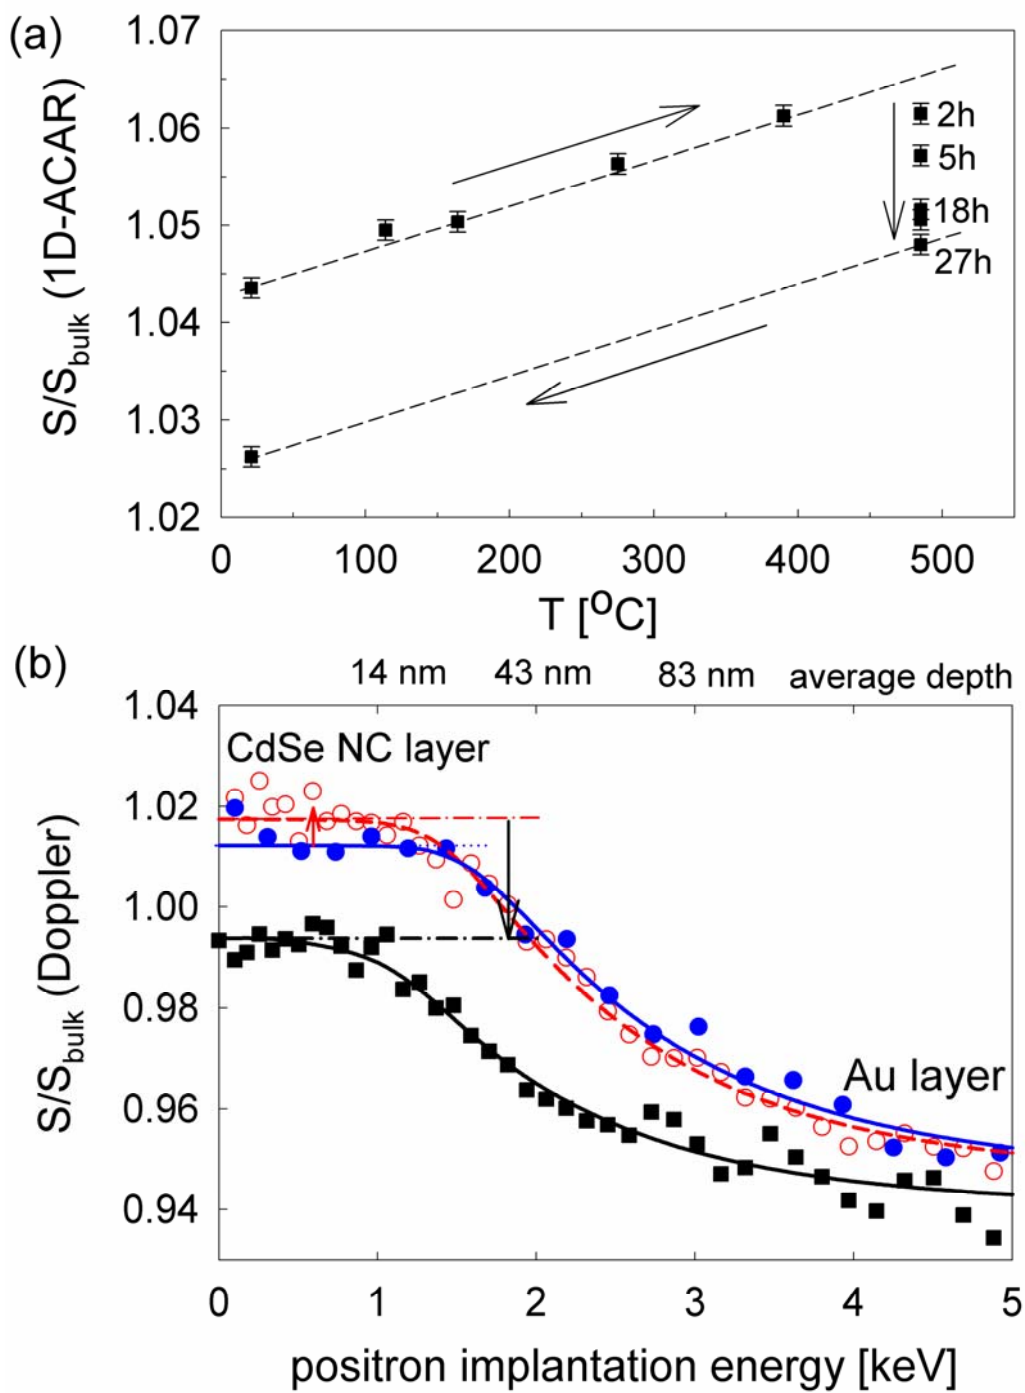 (a)
S/S_bulk (1D-ACAR)
1.07
1.06
1.05
1.04
1.03
1.02
2h
5h
18h
27h
0 100 200 300 400 500
T [°C]
(b)
14 nm 43 nm 83 nm average depth
S/S_bulk (Doppler)
1.04
1.02
1.00
0.98
0.96
0.94
CdSe NC layer
Au layer
0 1 2 3 4 5
positron implantation energy [keV]